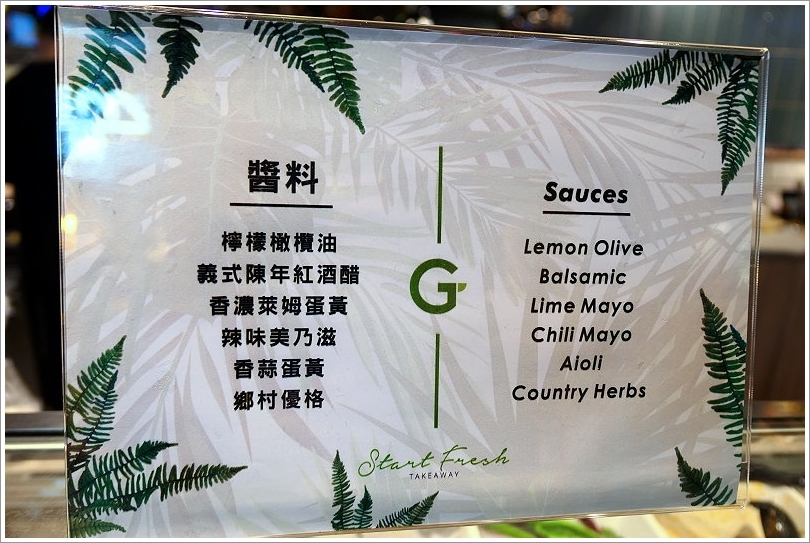 醬料
檸檬橄欖油
義式陳年紅酒醋
香濃萊姆蛋黃
辣味美乃滋
香蒜蛋黃
鄉村優格
G
Sauces
Lemon Olive
Balsamic
Lime Mayo
Chili Mayo
Aioli
Country Herbs
Start Fresh
TAKEAWAY